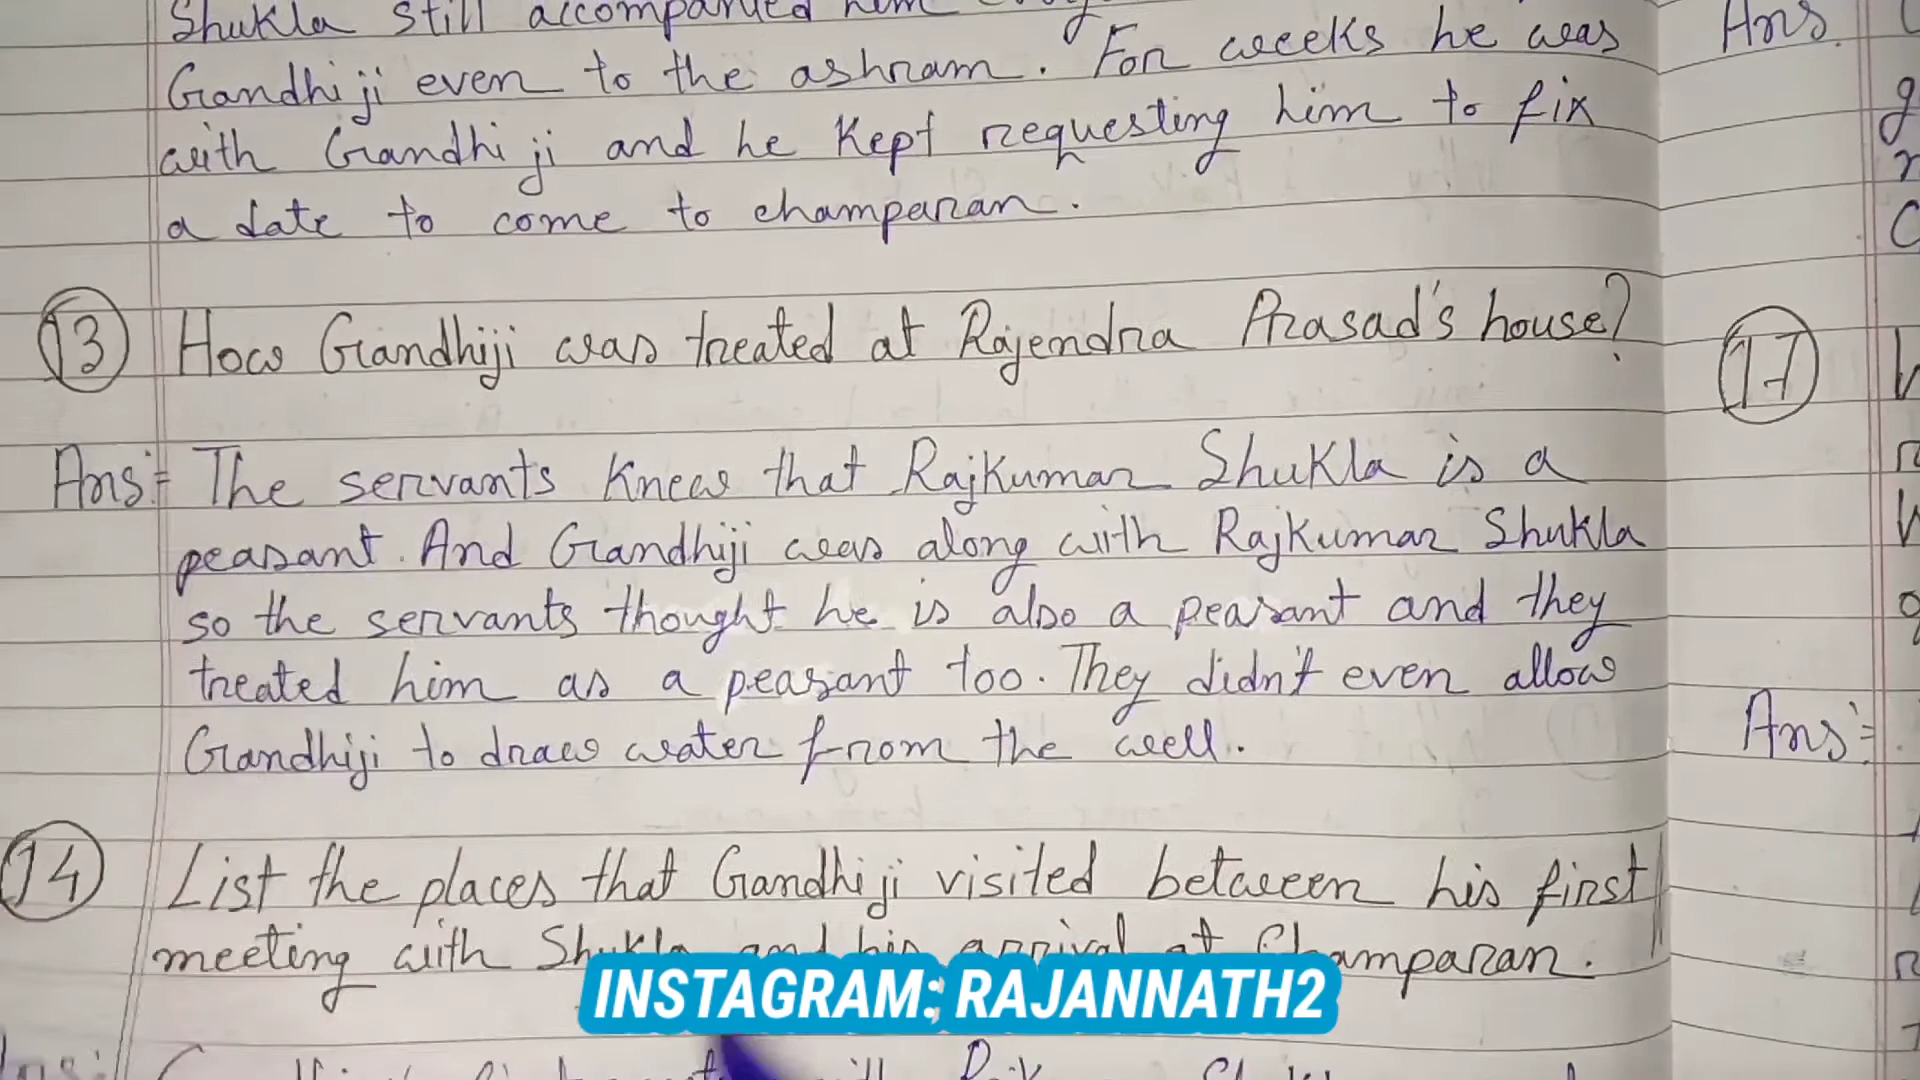 Shukla still accompanied him
Gandhiji even to the ashram. For weeks he was
with Gandhiji and he kept requesting him to fix
a date to come to champaran.
13 How Gandhiji was treated at Rajendra Prasad's house?
Ans:= The servants knew that Rajkumar Shukla is a
peasant. And Gandhiji was along with Rajkumar Shukla
so the servants thought he is also a peasant and they
treated him as a peasant too. They didn't even allow
Gandhiji to draw water from the well.
14 List the places that Gandhiji visited between his first
meeting with Shukla and his arrival at Champaran.
INSTAGRAM: RAJANNATH2
Ans.
17
Ans:=